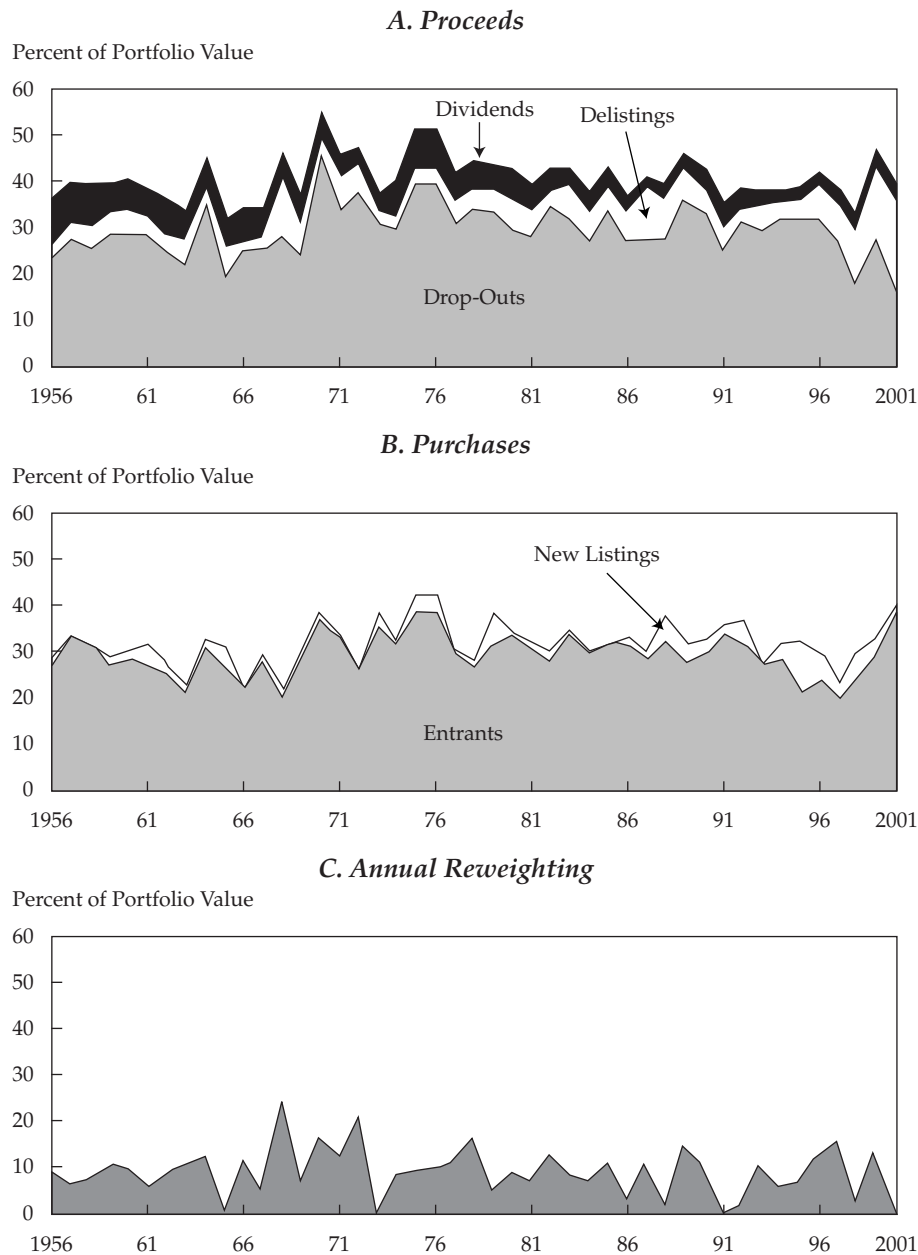 A. Proceeds
Percent of Portfolio Value
60
50
40
30
20
10
0
Dividends
Delistings
Drop-Outs
1956 61 66 71 76 81 86 91 96 2001
B. Purchases
Percent of Portfolio Value
60
50
40
30
20
10
0
New Listings
Entrants
1956 61 66 71 76 81 86 91 96 2001
C. Annual Reweighting
Percent of Portfolio Value
60
50
40
30
20
10
0
1956 61 66 71 76 81 86 91 96 2001